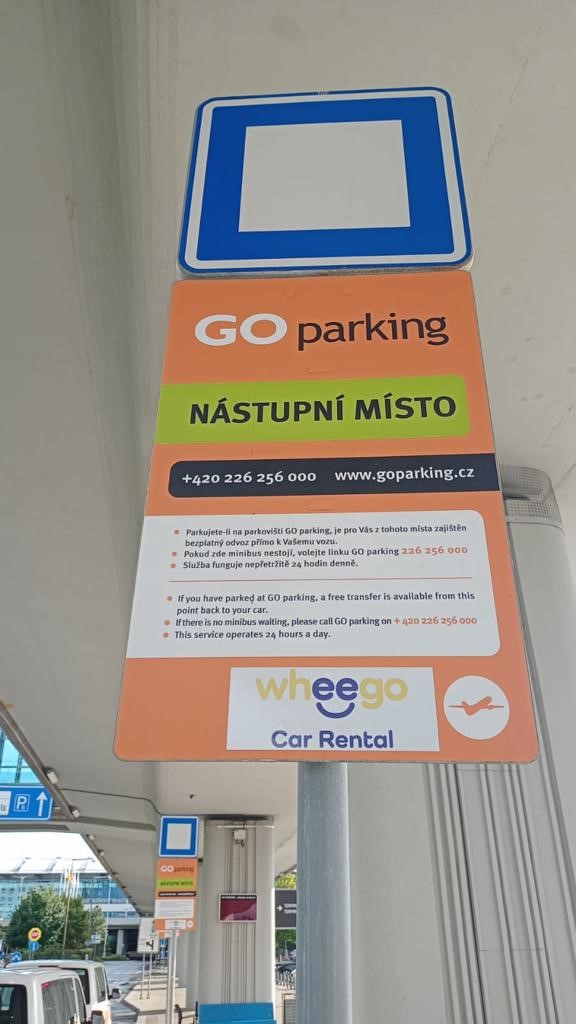 GO parking
NÁSTUPNÍ MÍSTO
+420 226 256 000 www.goparking.cz
• Parkujete-li na parkovišti GO parking, je pro Vás z tohoto místa zajištěn
bezplatný odvoz přímo k Vašemu vozu.
• Pokud zde minibus nestojí, volejte linku GO parking 226 256 000
• Služba funguje nepřetržitě 24 hodin denně.
• If you have parked at GO parking, a free transfer is available from this
point back to your car.
• If there is no minibus waiting, please call GO parking on +420 226 256 000
• This service operates 24 hours a day.
wheego
Car Rental
P
GO parking
NÁSTUPNÍ MÍSTO